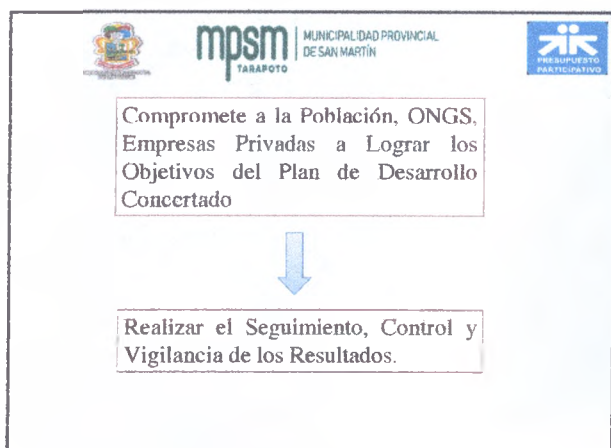 mpsm
TARAPOTO
MUNICIPALIDAD PROVINCIAL
DE SAN MARTÍN
PRESUPUESTO
PARTICIPATIVO
Compromete a la Población, ONGS,
Empresas Privadas a Lograr los
Objetivos del Plan de Desarrollo
Concertado
Realizar el Seguimiento, Control y
Vigilancia de los Resultados.